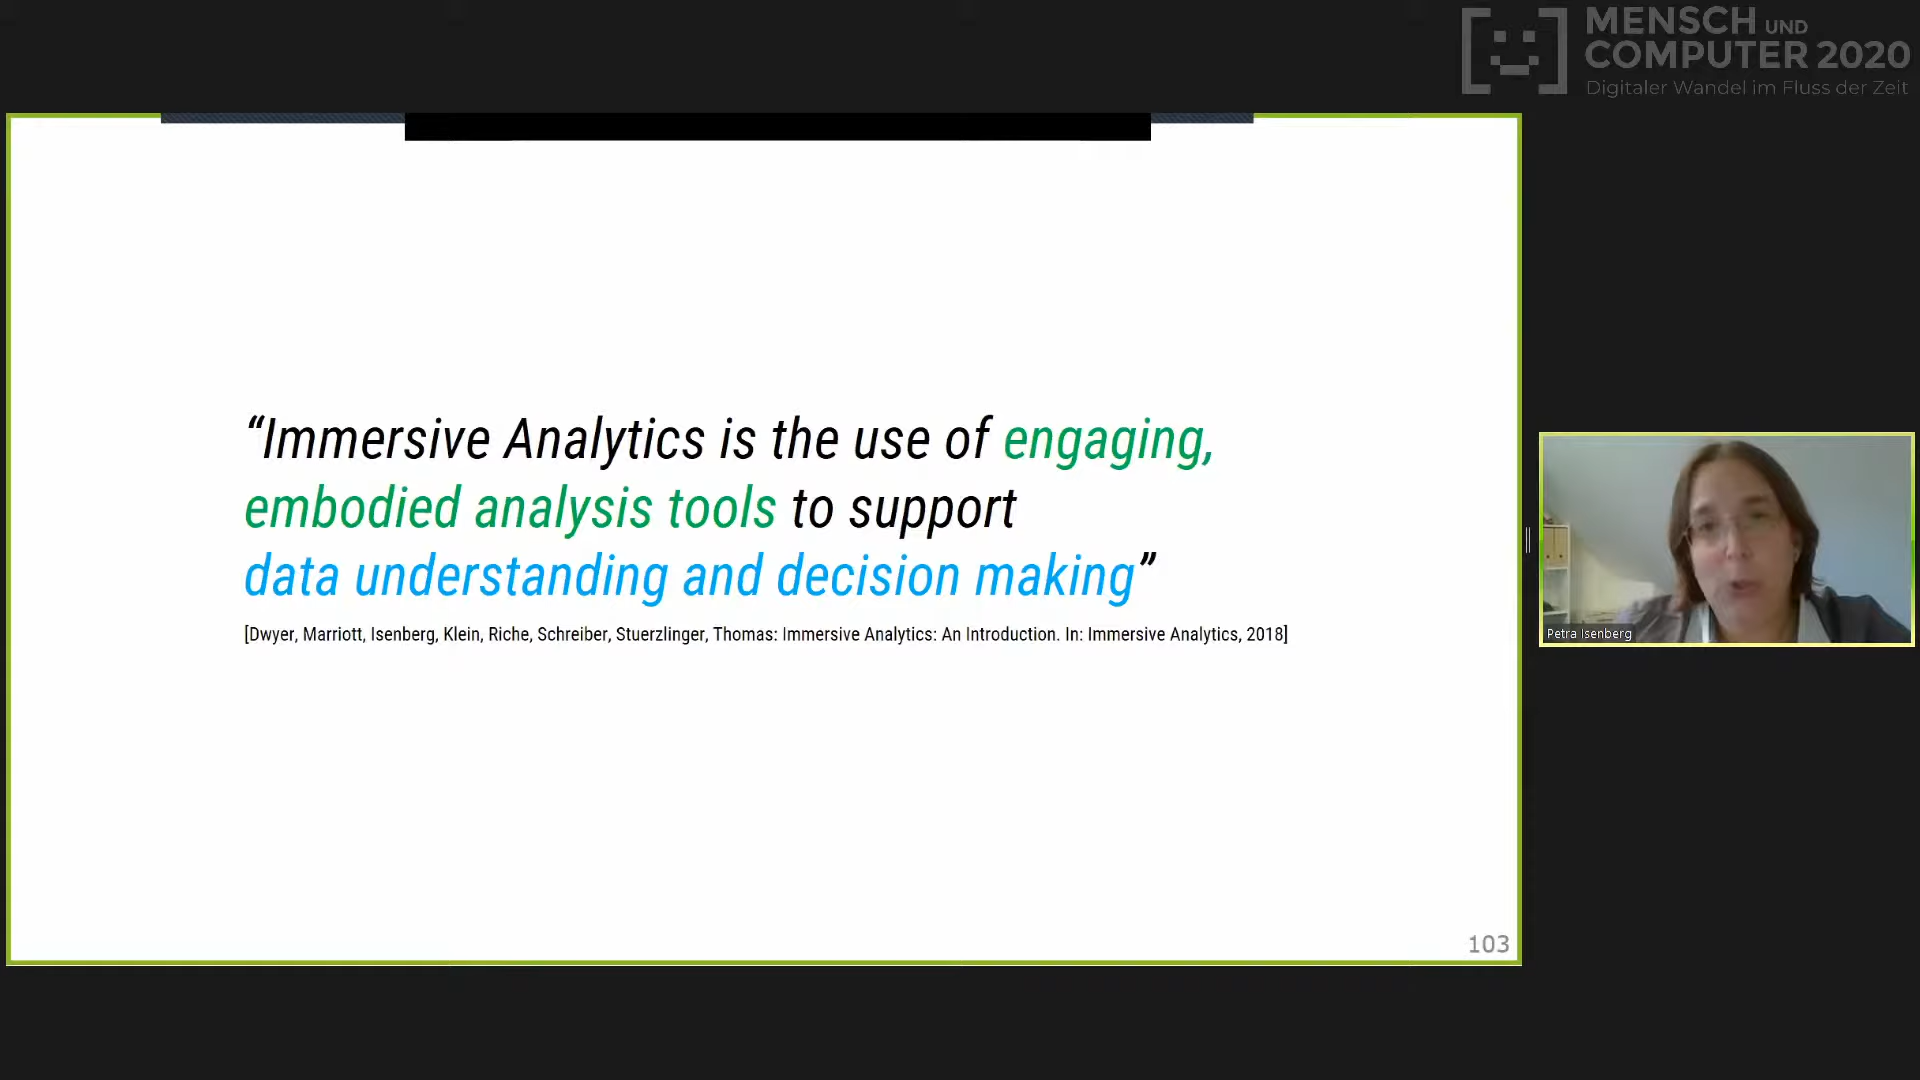 MENSCH UND
COMPUTER 2020
Digitaler Wandel im Fluss der Zeit
“Immersive Analytics is the use of engaging,
embodied analysis tools to support
data understanding and decision making”
[Dwyer, Marriott, Isenberg, Klein, Riche, Schreiber, Stuerzlinger, Thomas: Immersive Analytics: An Introduction. In: Immersive Analytics, 2018]
Petra Isenberg
103